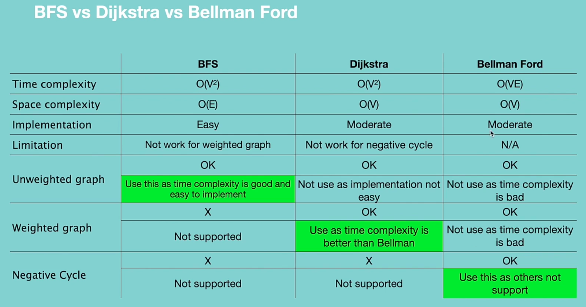 BFS vs Dijkstra vs Bellman Ford
BFS Dijkstra Bellman Ford
Time complexity O(V²) O(V²) O(VE)
Space complexity O(E) O(V) O(V)
Implementation Easy Moderate Moderate
Limitation Not work for weighted graph Not work for negative cycle N/A
Unweighted graph OK OK OK
Use this as time complexity is good and easy to implement Not use as implementation not easy Not use as time complexity is bad
Weighted graph X OK OK
Not supported Use as time complexity is better than Bellman Not use as time complexity is bad
Negative Cycle X X OK
Not supported Not supported Use this as others not support